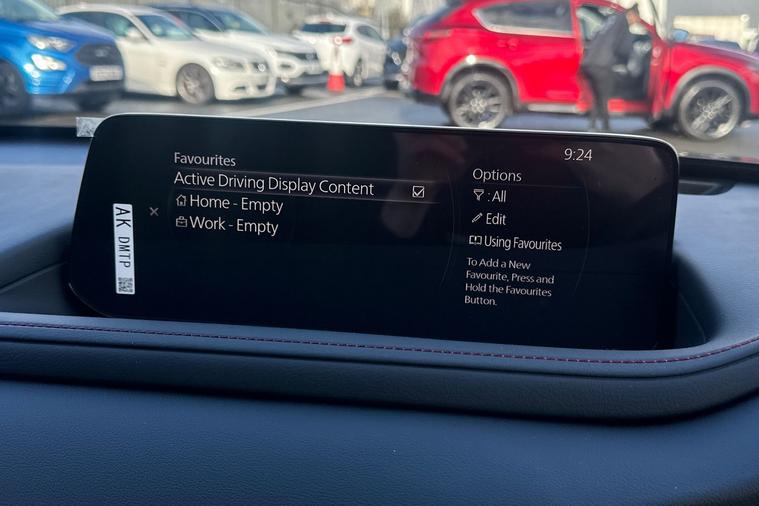 9:24
Favourites
Active Driving Display Content
Home - Empty
Work - Empty
Options
: All
Edit
Using Favourites
To Add a New
Favourite, Press and
Hold the Favourites
Button.
AK DMTP